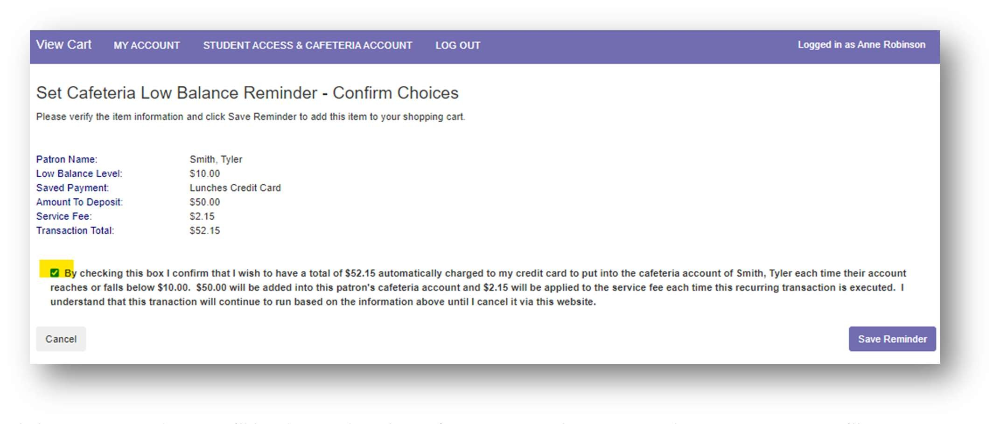 View Cart MY ACCOUNT STUDENT ACCESS & CAFETERIA ACCOUNT LOG OUT Logged in as Anne Robinson
Set Cafeteria Low Balance Reminder - Confirm Choices
Please verify the item information and click Save Reminder to add this item to your shopping cart.
Patron Name: Smith, Tyler
Low Balance Level: $10.00
Saved Payment: Lunches Credit Card
Amount To Deposit: $50.00
Service Fee: $2.15
Transaction Total: $52.15
By checking this box I confirm that I wish to have a total of $52.15 automatically charged to my credit card to put into the cafeteria account of Smith, Tyler each time their account
reaches or falls below $10.00. $50.00 will be added into this patron's cafeteria account and $2.15 will be applied to the service fee each time this recurring transaction is executed. I
understand that this tranaction will continue to run based on the information above until I cancel it via this website.
Cancel Save Reminder